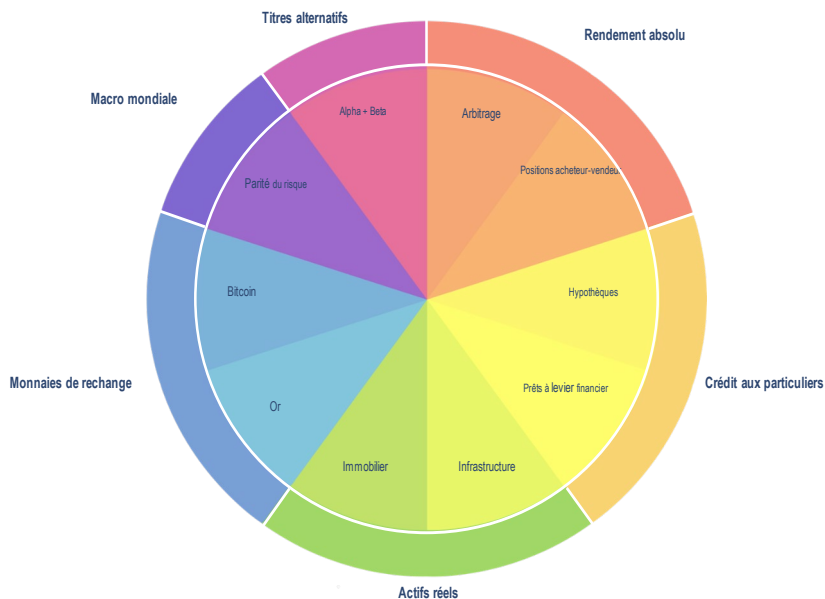 Titres alternatifs
Rendement absolu
Macro mondiale
Alpha + Beta
Arbitrage
Parité du risque
Positions acheteur-vendeur
Bitcoin
Hypothèques
Monnaies de rechange
Crédit aux particuliers
Or
Prêts à levier financier
Immobilier
Infrastructure
Actifs réels